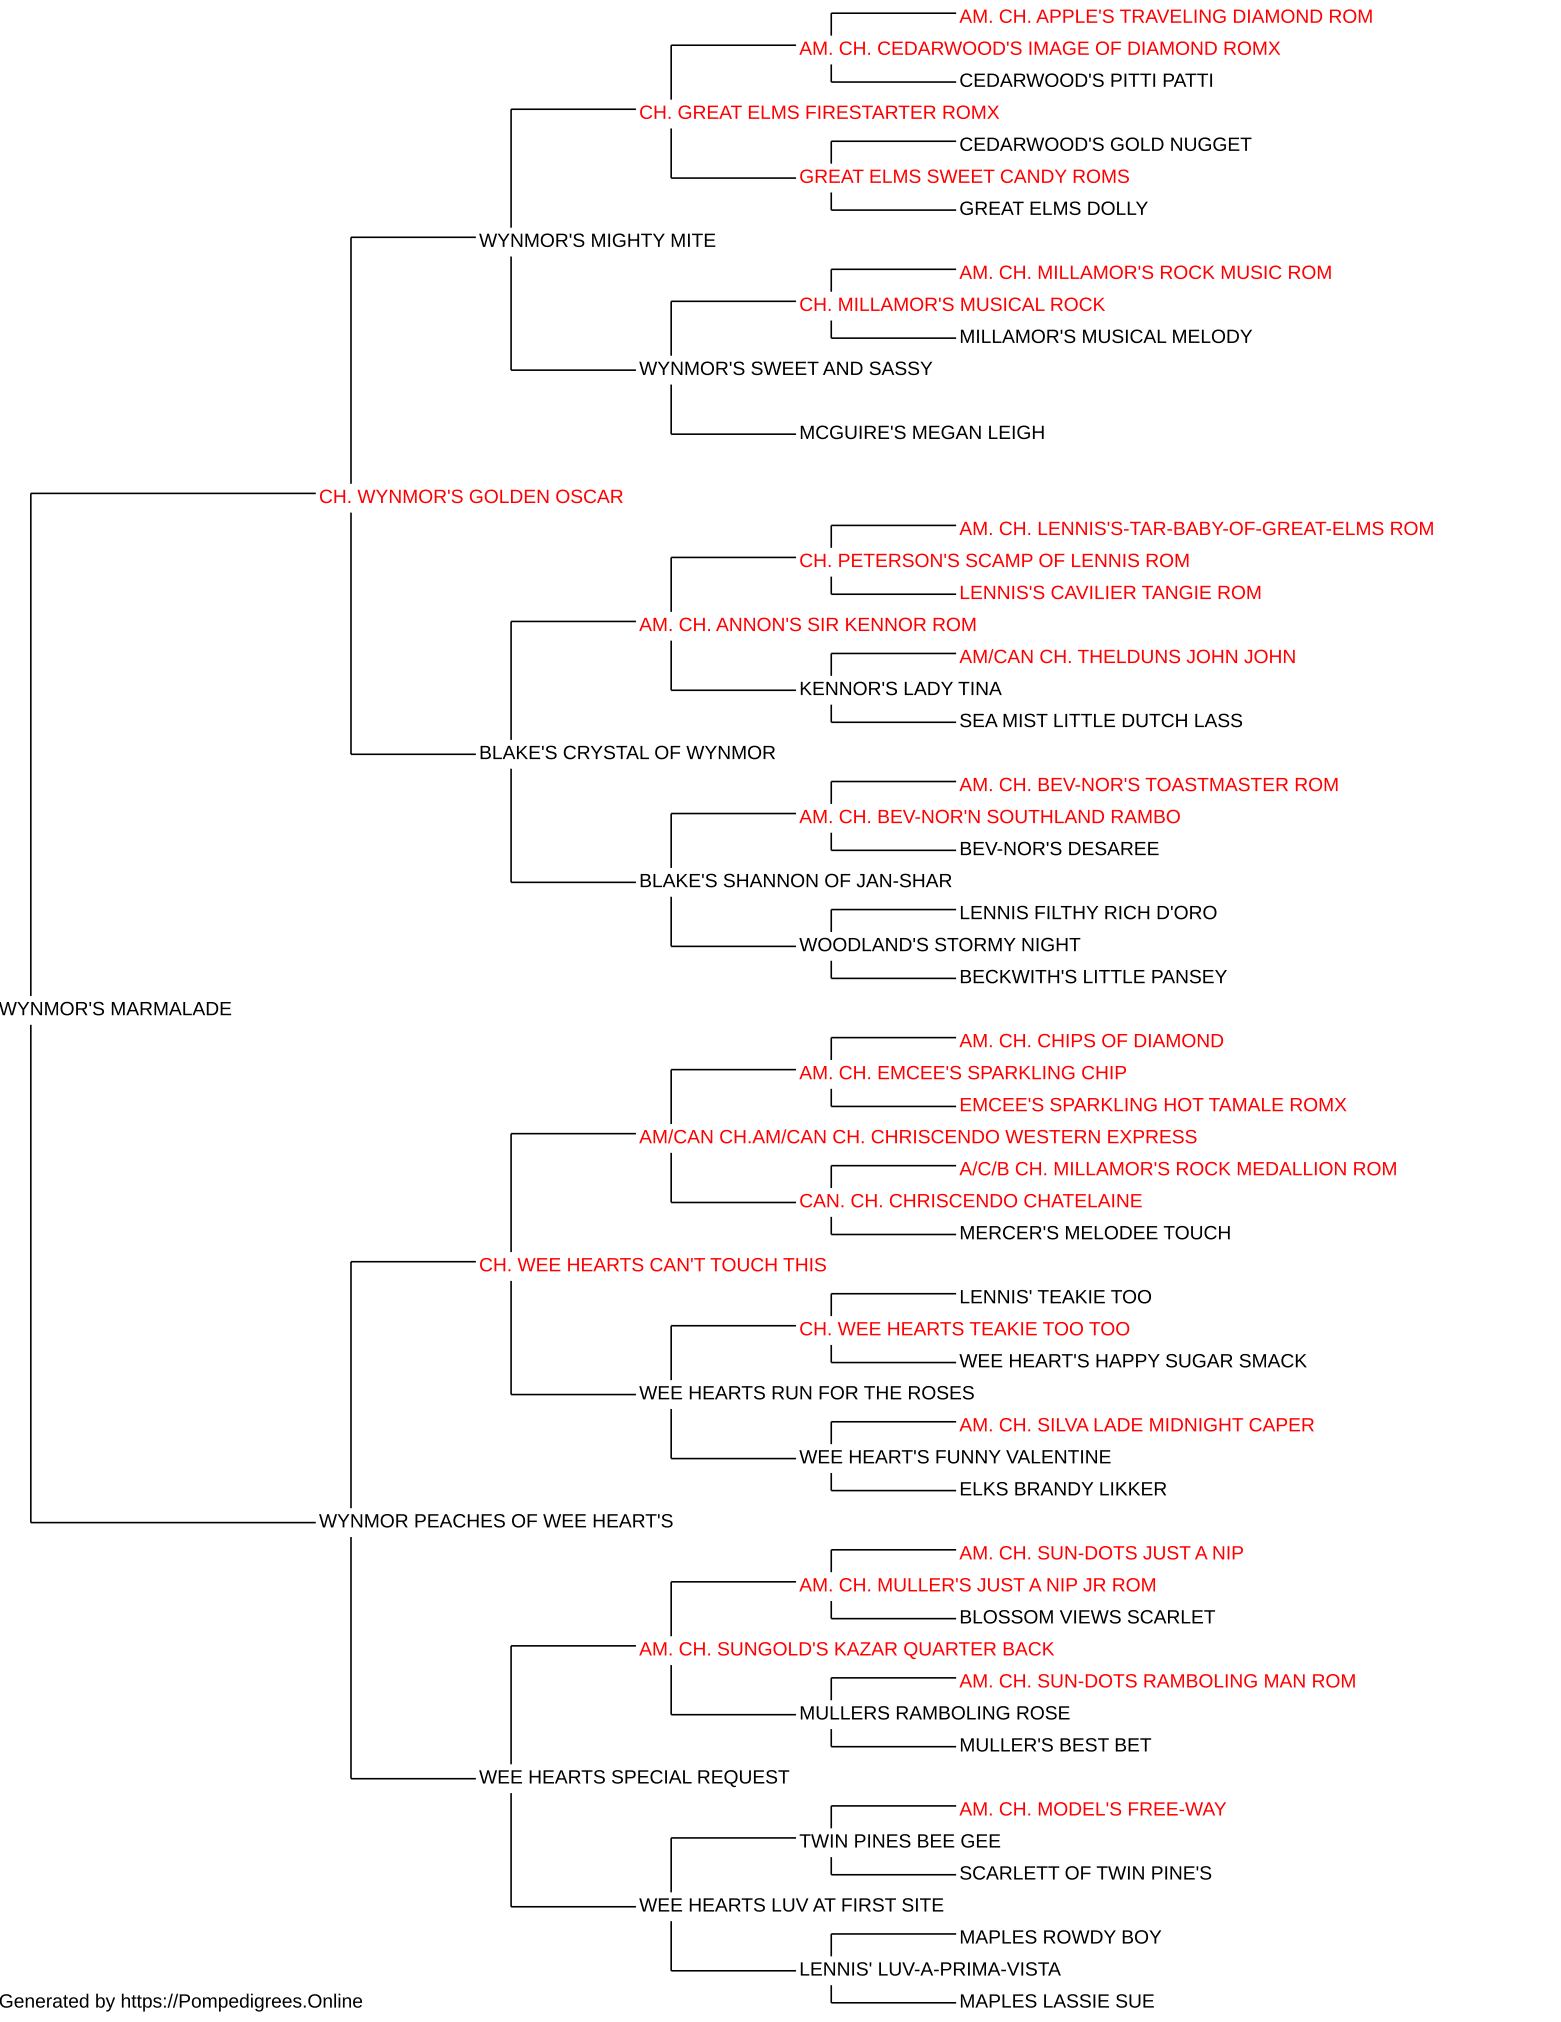 AM. CH. APPLE'S TRAVELING DIAMOND ROM
AM. CH. CEDARWOOD'S IMAGE OF DIAMOND ROMX
CEDARWOOD'S PITTI PATTI
CH. GREAT ELMS FIRESTARTER ROMX
CEDARWOOD'S GOLD NUGGET
GREAT ELMS SWEET CANDY ROMS
GREAT ELMS DOLLY
WYNMOR'S MIGHTY MITE
AM. CH. MILLAMOR'S ROCK MUSIC ROM
CH. MILLAMOR'S MUSICAL ROCK
MILLAMOR'S MUSICAL MELODY
WYNMOR'S SWEET AND SASSY
MCGUIRE'S MEGAN LEIGH
CH. WYNMOR'S GOLDEN OSCAR
AM. CH. LENNIS'S-TAR-BABY-OF-GREAT-ELMS ROM
CH. PETERSON'S SCAMP OF LENNIS ROM
LENNIS'S CAVILIER TANGIE ROM
AM. CH. ANNON'S SIR KENNOR ROM
AM/CAN CH. THELDUNS JOHN JOHN
KENNOR'S LADY TINA
SEA MIST LITTLE DUTCH LASS
BLAKE'S CRYSTAL OF WYNMOR
AM. CH. BEV-NOR'S TOASTMASTER ROM
AM. CH. BEV-NOR'N SOUTHLAND RAMBO
BEV-NOR'S DESAREE
BLAKE'S SHANNON OF JAN-SHAR
LENNIS FILTHY RICH D'ORO
WOODLAND'S STORMY NIGHT
BECKWITH'S LITTLE PANSEY
WYNMOR'S MARMALADE
AM. CH. CHIPS OF DIAMOND
AM. CH. EMCEE'S SPARKLING CHIP
EMCEE'S SPARKLING HOT TAMALE ROMX
AM/CAN CH.AM/CAN CH. CHRISCENDO WESTERN EXPRESS
A/C/B CH. MILLAMOR'S ROCK MEDALLION ROM
CAN. CH. CHRISCENDO CHATELAINE
MERCER'S MELODEE TOUCH
CH. WEE HEARTS CAN'T TOUCH THIS
LENNIS' TEAKIE TOO
CH. WEE HEARTS TEAKIE TOO TOO
WEE HEART'S HAPPY SUGAR SMACK
WEE HEARTS RUN FOR THE ROSES
AM. CH. SILVA LADE MIDNIGHT CAPER
WEE HEART'S FUNNY VALENTINE
ELKS BRANDY LIKKER
WYNMOR PEACHES OF WEE HEART'S
AM. CH. SUN-DOTS JUST A NIP
AM. CH. MULLER'S JUST A NIP JR ROM
BLOSSOM VIEWS SCARLET
AM. CH. SUNGOLD'S KAZAR QUARTER BACK
AM. CH. SUN-DOTS RAMBOLING MAN ROM
MULLERS RAMBOLING ROSE
MULLER'S BEST BET
WEE HEARTS SPECIAL REQUEST
AM. CH. MODEL'S FREE-WAY
TWIN PINES BEE GEE
SCARLETT OF TWIN PINE'S
WEE HEARTS LUV AT FIRST SITE
MAPLES ROWDY BOY
LENNIS' LUV-A-PRIMA-VISTA
MAPLES LASSIE SUE
Generated by https://Pompedigrees.Online